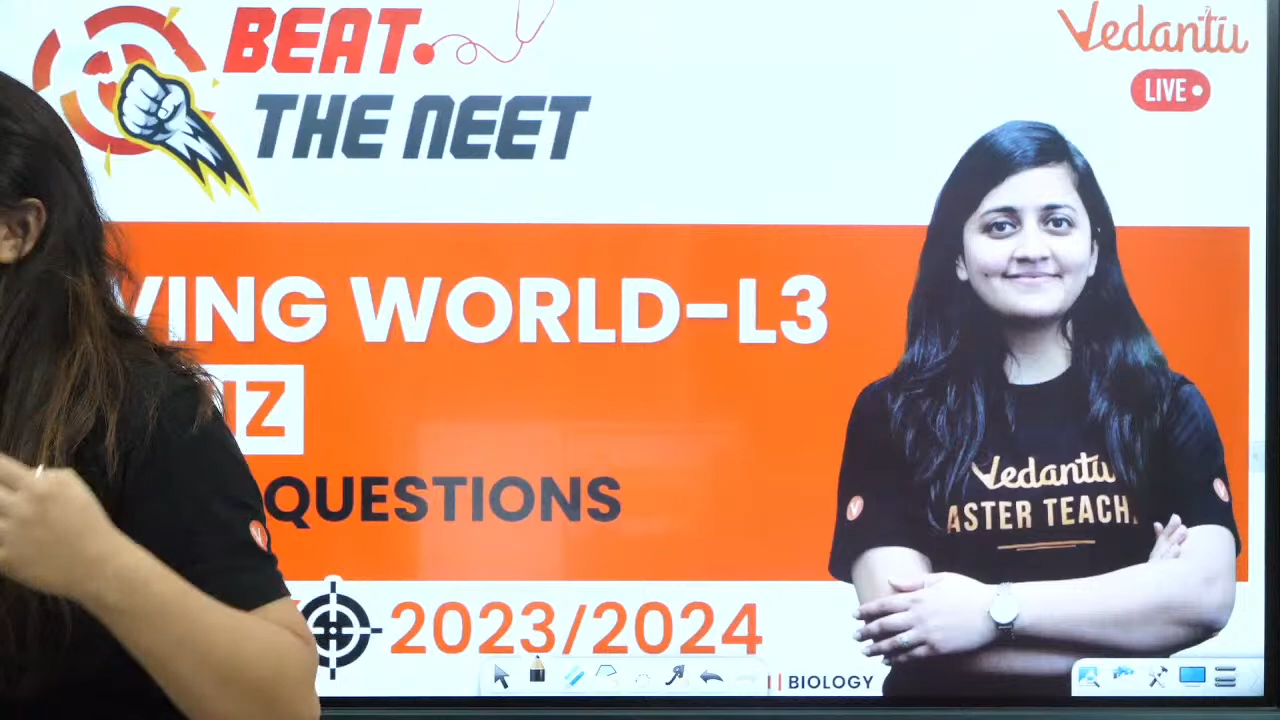 BEAT
THE NEET
Vedantu
LIVE
VING WORLD-L3
IZ
QUESTIONS
Vedantu
ASTER TEACH
2023/2024
| BIOLOGY